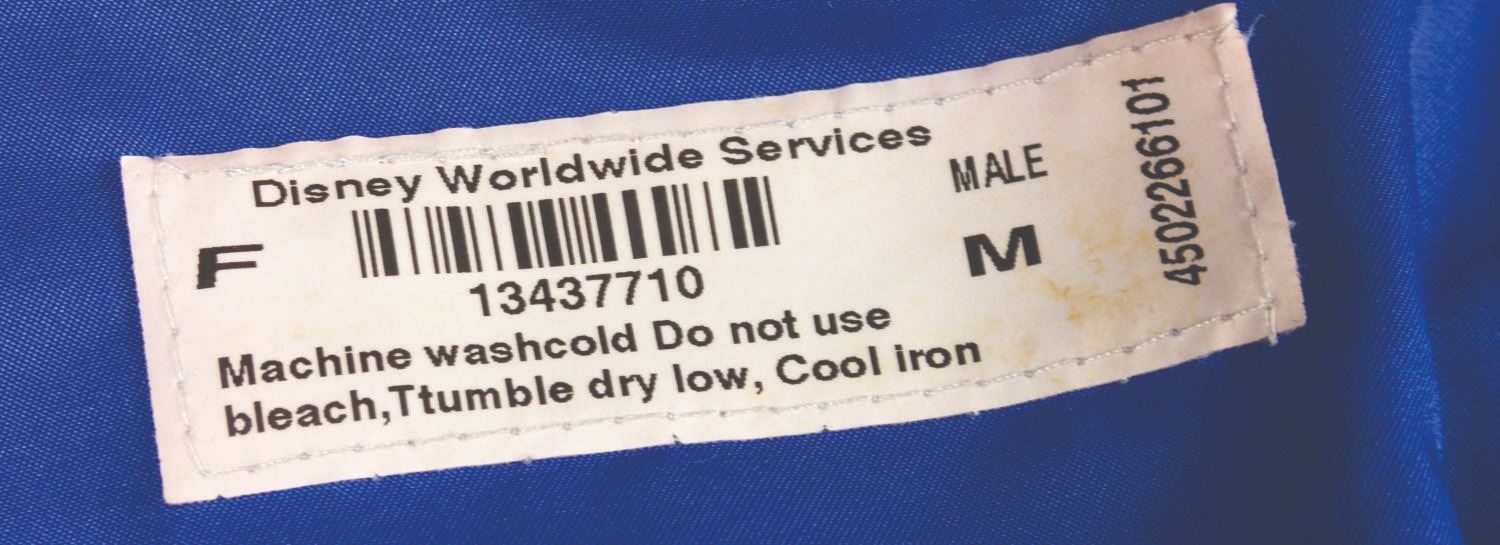 Disney Worldwide Services
F
13437710
MALE
M
4502266101
Machine washcold Do not use
bleach,Ttumble dry low, Cool iron